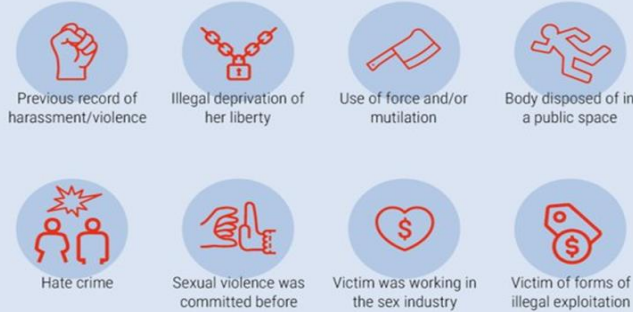 Previous record of
harassment/violence
Illegal deprivation of
her liberty
Use of force and/or
mutilation
Body disposed of in
a public space
$
$
Hate crime
Sexual violence was
committed before
Victim was working in
the sex industry
Victim of forms of
illegal exploitation